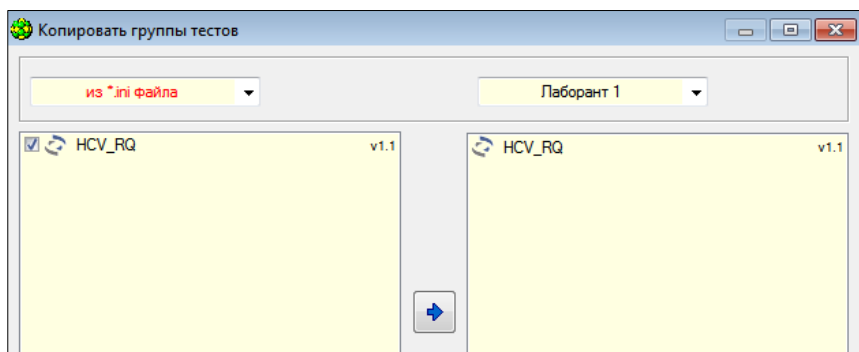 Копировать группы тестов
из *.ini файла Лаборант 1
HCV_RQ v1.1 HCV_RQ v1.1